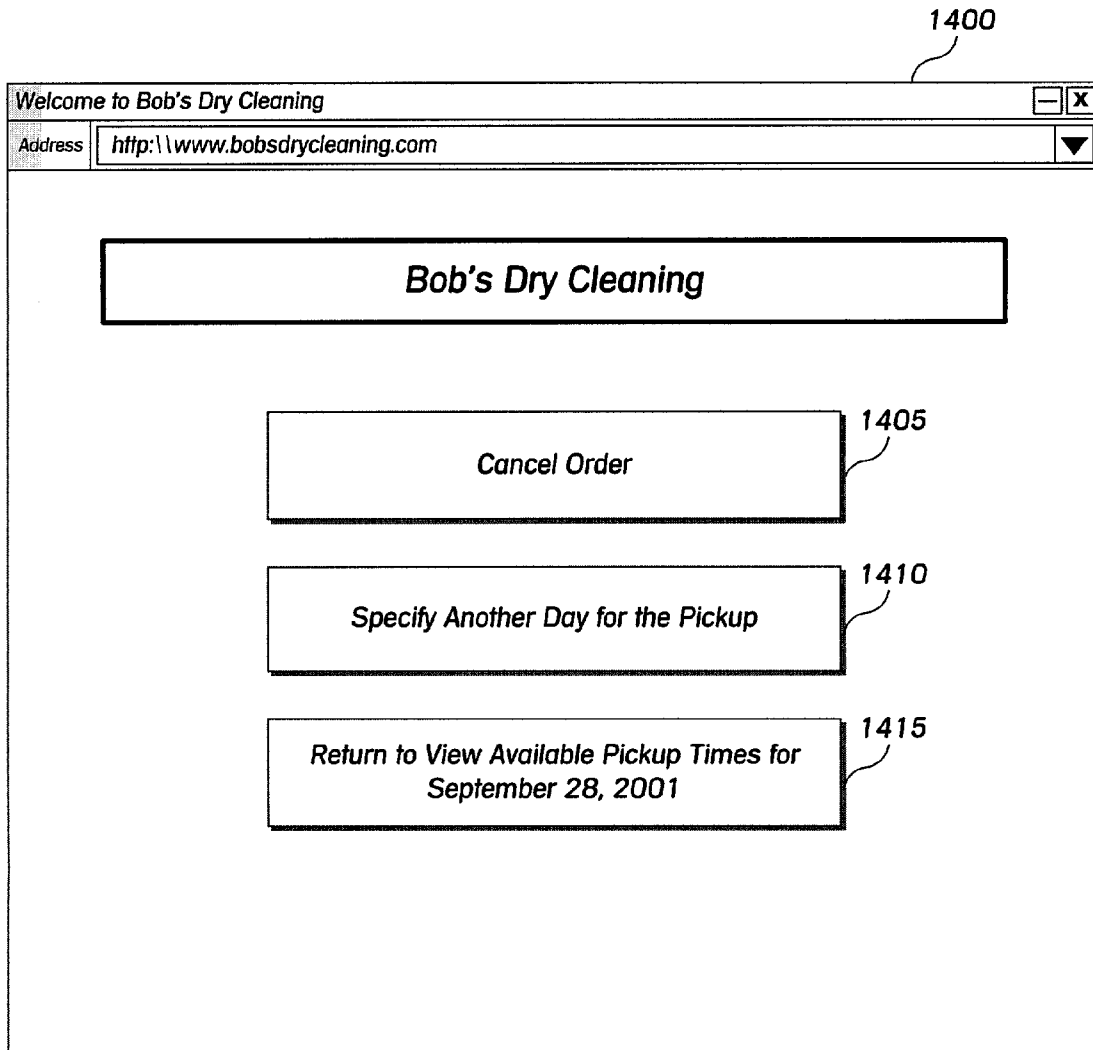 1400
Welcome to Bob's Dry Cleaning
— X
Address http:\\www.bobsdrycleaning.com
Bob's Dry Cleaning
1405
Cancel Order
1410
Specify Another Day for the Pickup
1415
Return to View Available Pickup Times for
September 28, 2001